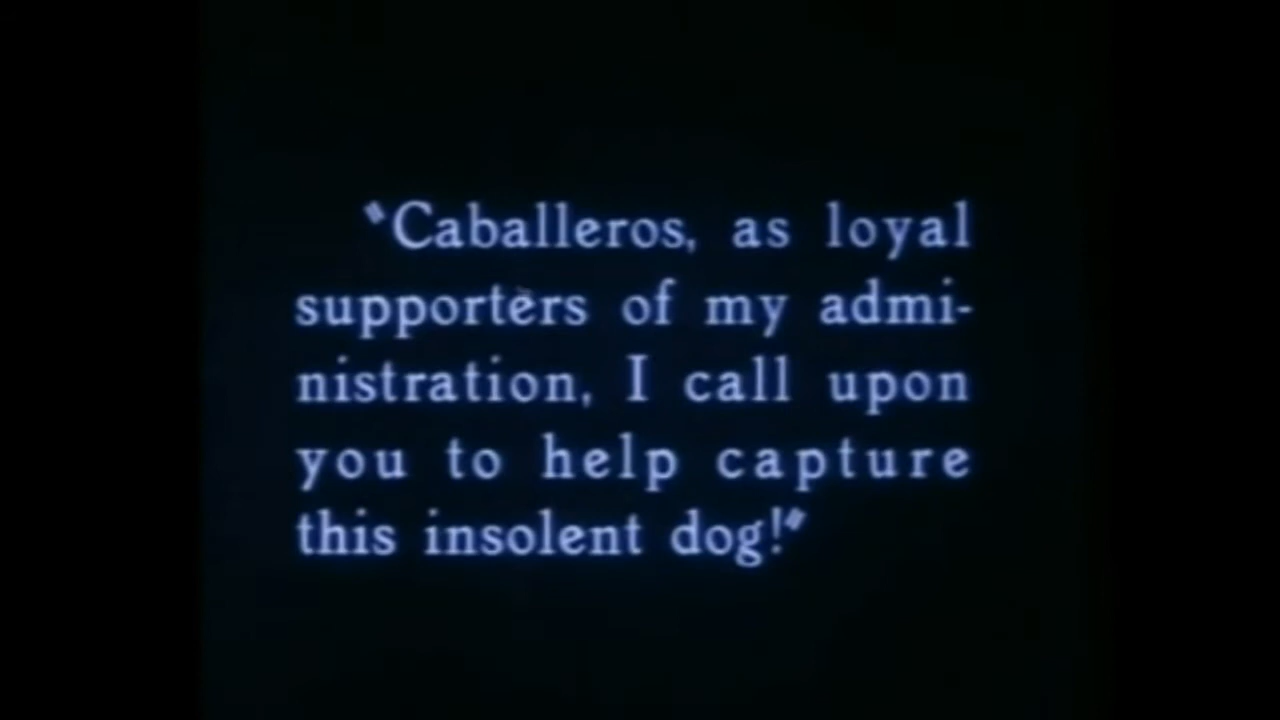 "Caballeros, as loyal
supporters of my admi-
nistration, I call upon
you to help capture
this insolent dog!"